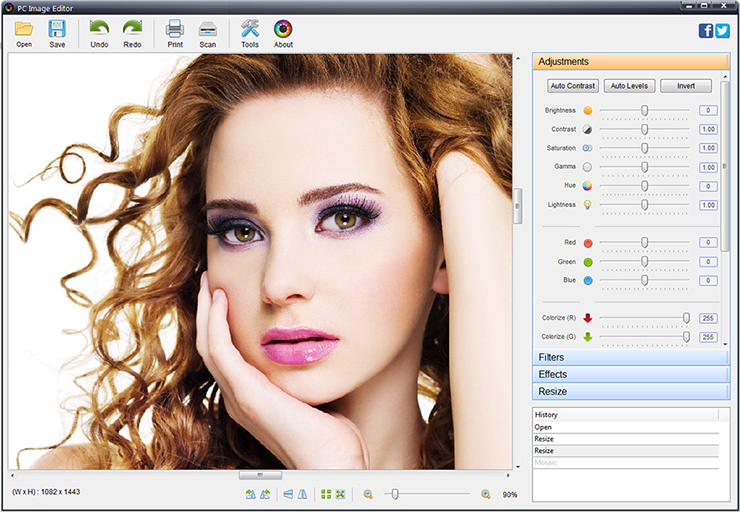 PC Image Editor
Open Save Undo Redo Print Scan Tools About
Adjustments
Auto Contrast Auto Levels Invert
Brightness 0
Contrast 1.00
Saturation 1.00
Gamma 1.00
Hue 0
Lightness 1.00
Red 0
Green 0
Blue 0
Colorize (R) 255
Colorize (G) 255
Filters
Effects
Resize
History
Open
Resize
Resize
Mosaic
(W x H) : 1082 x 1443
90%